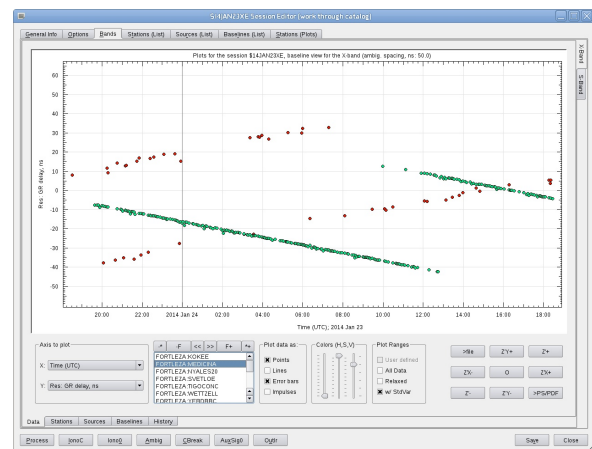 $14JAN23XE Session Editor (work through catalog)
General Info Options Bands Stations (List) Sources (List) Baselines (List) Stations (Plots)
Plots for the session $14JAN23XE, baseline view for the X-band (ambig. spacing, ns: 50.0)
X-Band
S-Band
Res: GR delay, ns
60
50
40
30
20
10
0
-10
-20
-30
-40
-50
20:00 22:00 2014 Jan 24 02:00 04:00 06:00 08:00 10:00 12:00 14:00 16:00 18:00
Time (UTC); 2014 Jan 23
Axis to plot
X: Time (UTC)
Y: Res: GR delay, ns
-* -F << >> F+ *+
FORTLEZA:KOKEE
FORTLEZA:MEDICINA
FORTLEZA:NYALES20
FORTLEZA:SVETLOE
FORTLEZA:TIGOCONC
FORTLEZA:WETTZELL
FORTLEZA:YEBDBBC
Plot data as:
Points
Lines
Error bars
Impulses
Colors (H,S,V)
Plot Ranges
User defined
All Data
Relaxed
w/ StdVar
>file Z'Y+ Z'+
Z'X- O Z'X+
Z'- Z'Y- >PS/PDF
Data Stations Sources Baselines History
Process IonoC Iono0 Ambig CBreak AuxSig0 Outlr Save Close